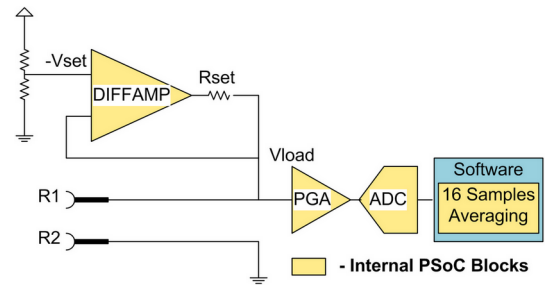 -Vset
DIFFAMP
Rset
Vload
R1
PGA
ADC
Software
16 Samples
Averaging
R2
- Internal PSoC Blocks